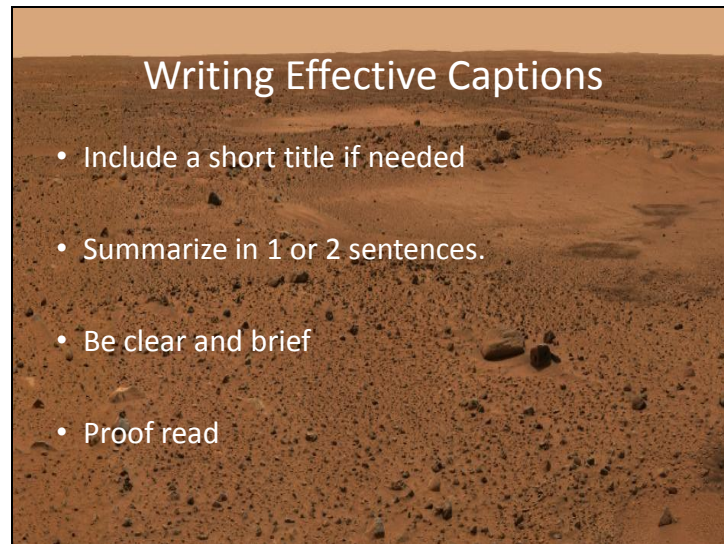 Writing Effective Captions
• Include a short title if needed
• Summarize in 1 or 2 sentences.
• Be clear and brief
• Proof read